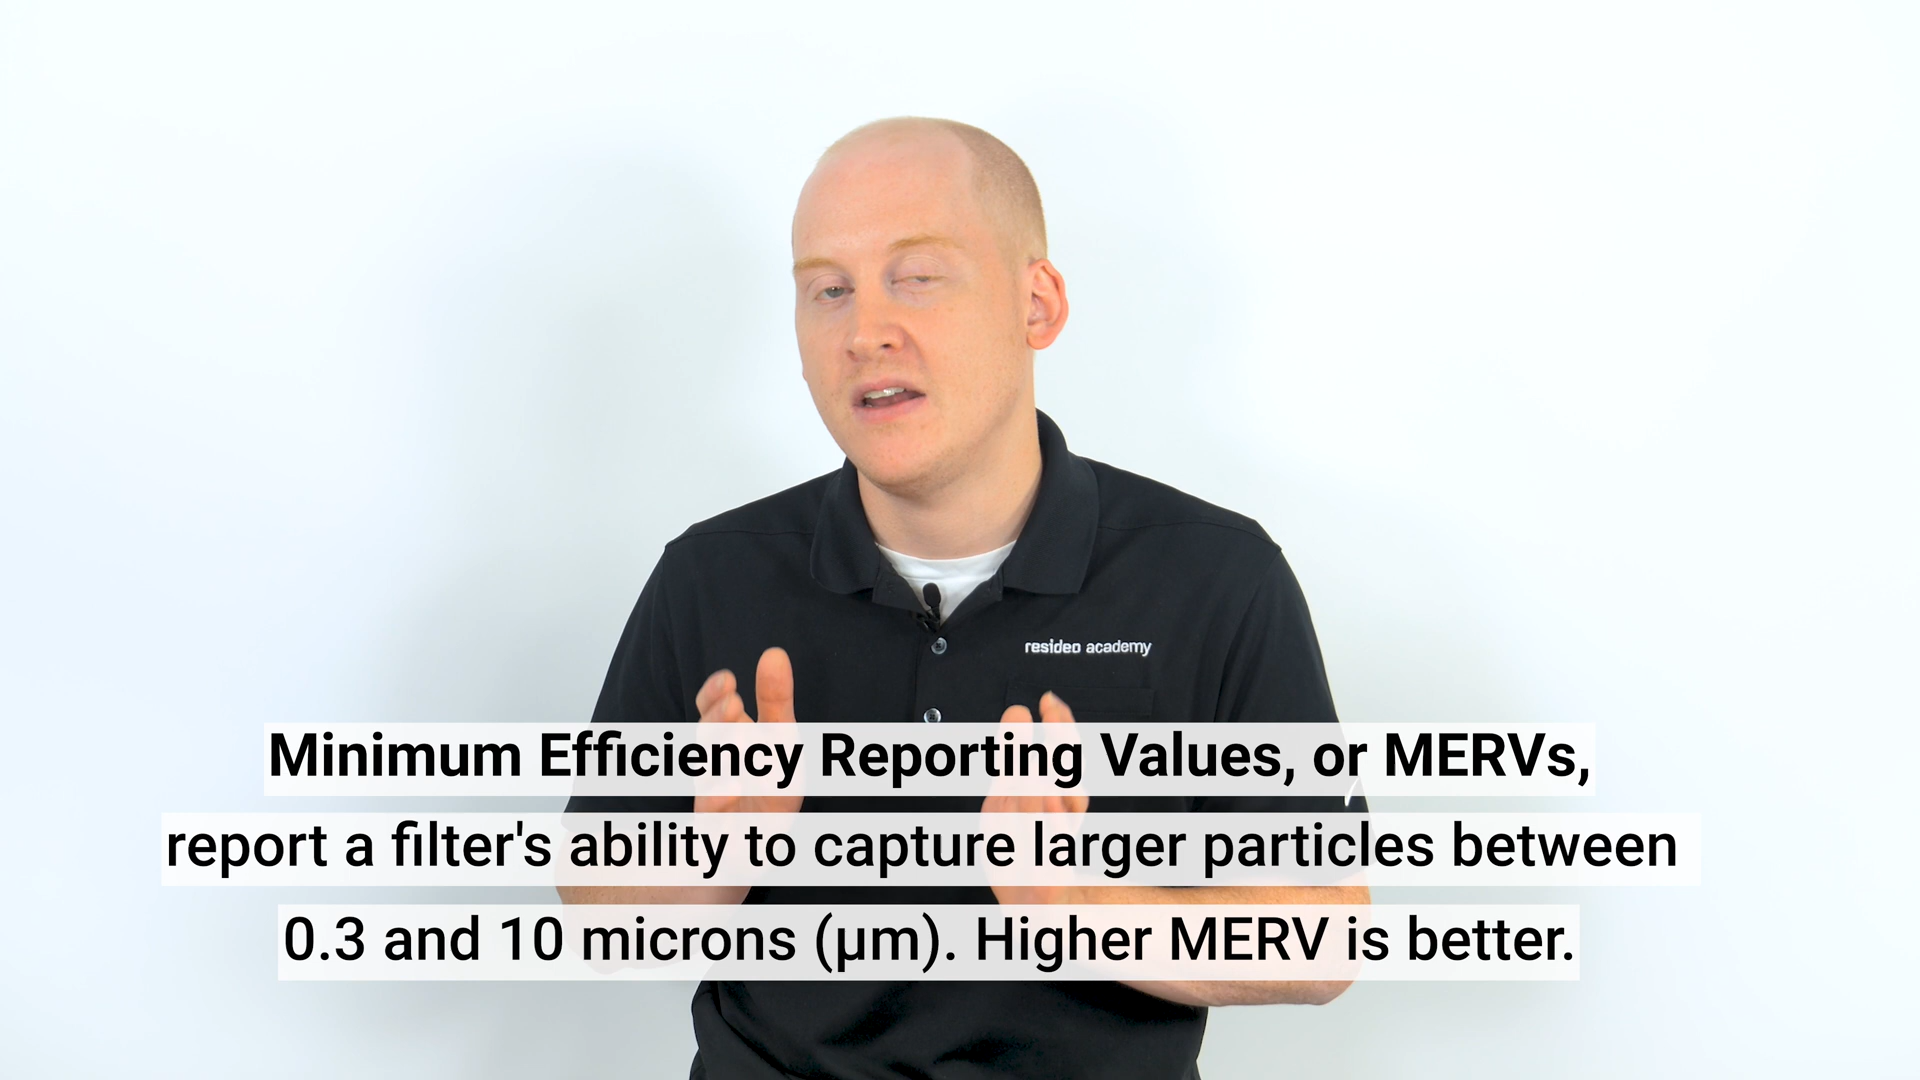 resideo academy
Minimum Efficiency Reporting Values, or MERVs,
report a filter's ability to capture larger particles between
0.3 and 10 microns (µm). Higher MERV is better.